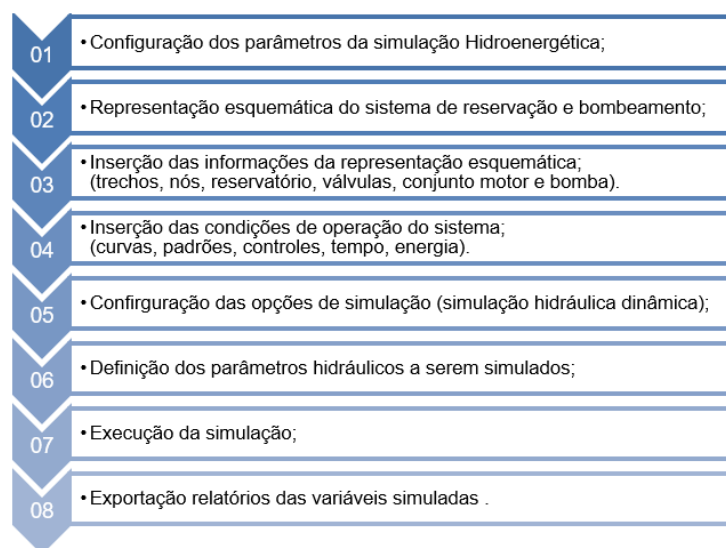 01
• Configuração dos parâmetros da simulação Hidroenergética;
02
• Representação esquemática do sistema de reservação e bombeamento;
03
• Inserção das informações da representação esquemática;
(trechos, nós, reservatório, válvulas, conjunto motor e bomba).
04
• Inserção das condições de operação do sistema;
(curvas, padrões, controles, tempo, energia).
05
• Confirguração das opções de simulação (simulação hidráulica dinâmica);
06
• Definição dos parâmetros hidráulicos a serem simulados;
07
• Execução da simulação;
08
• Exportação relatórios das variáveis simuladas .